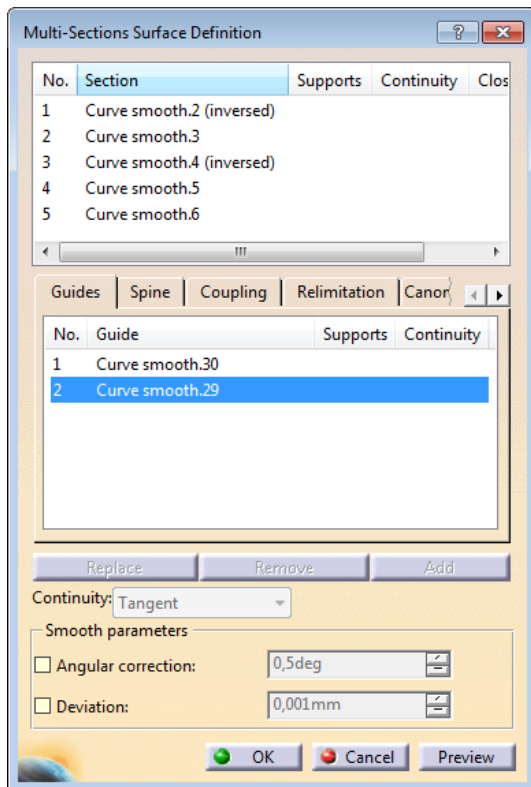 Multi-Sections Surface Definition
?
No. Section Supports Continuity Clos
1 Curve smooth.2 (inversed)
2 Curve smooth.3
3 Curve smooth.4 (inversed)
4 Curve smooth.5
5 Curve smooth.6
Guides Spine Coupling Relimitation Canor
No. Guide Supports Continuity
1 Curve smooth.30
2 Curve smooth.29
Replace Remove Add
Continuity: Tangent
Smooth parameters
Angular correction: 0,5deg
Deviation: 0,001mm
OK Cancel Preview